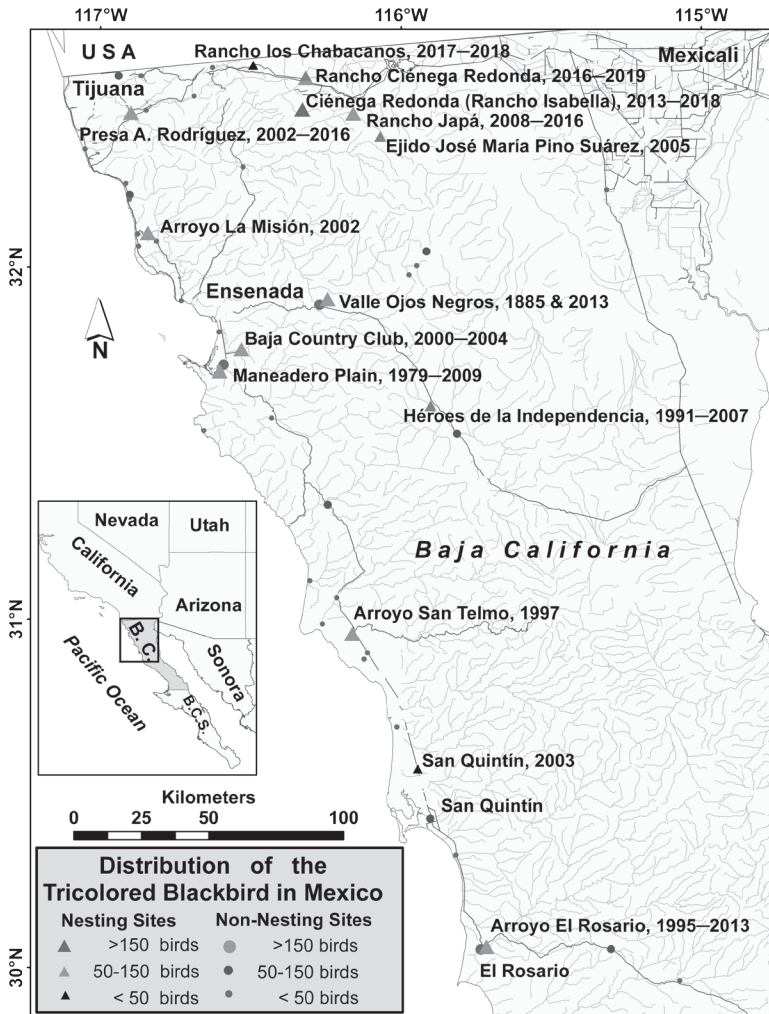 117°W
116°W
115°W
USA
Rancho los Chabacanos, 2017–2018
Mexicali
Rancho Ciénega Redonda, 2016–2019
Tijuana
Ciénega Redonda (Rancho Isabella), 2013–2018
Rancho Japá, 2008–2016
Presa A. Rodríguez, 2002–2016
Ejido José María Pino Suárez, 2005
Arroyo La Misión, 2002
32°N
Ensenada
Valle Ojos Negros, 1885 & 2013
N
Baja Country Club, 2000–2004
Maneadero Plain, 1979–2009
Héroes de la Independencia, 1991–2007
Baja California
Nevada
Utah
California
Arizona
B. C.
Sonora
Pacific Ocean
B.C.S.
31°N
Arroyo San Telmo, 1997
San Quintín, 2003
San Quintín
Kilometers
0 25 50 100
Distribution of the
Tricolored Blackbird in Mexico
Nesting Sites
Non-Nesting Sites
>150 birds
>150 birds
50-150 birds
50-150 birds
< 50 birds
< 50 birds
Arroyo El Rosario, 1995–2013
El Rosario
30°N